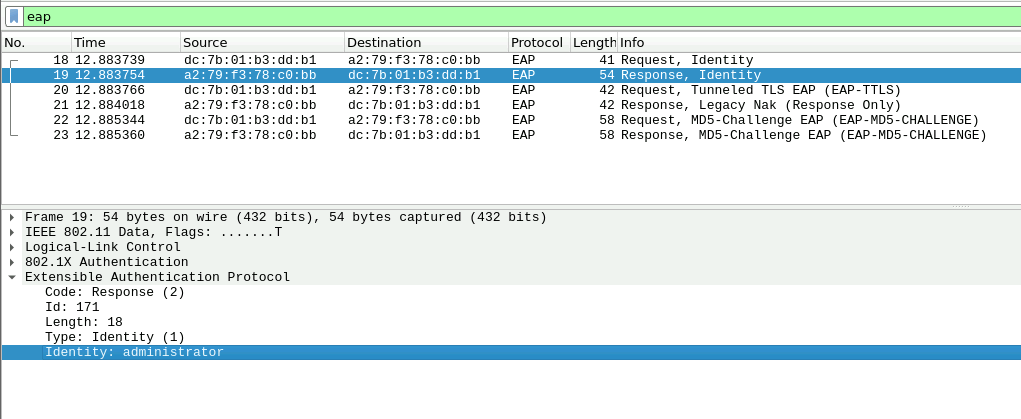 eap
No. Time Source Destination Protocol Length Info
18 12.883739 dc:7b:01:b3:dd:b1 a2:79:f3:78:c0:bb EAP 41 Request, Identity
19 12.883754 a2:79:f3:78:c0:bb dc:7b:01:b3:dd:b1 EAP 54 Response, Identity
20 12.883766 dc:7b:01:b3:dd:b1 a2:79:f3:78:c0:bb EAP 42 Request, Tunneled TLS EAP (EAP-TTLS)
21 12.884018 a2:79:f3:78:c0:bb dc:7b:01:b3:dd:b1 EAP 42 Response, Legacy Nak (Response Only)
22 12.885344 dc:7b:01:b3:dd:b1 a2:79:f3:78:c0:bb EAP 58 Request, MD5-Challenge EAP (EAP-MD5-CHALLENGE)
23 12.885360 a2:79:f3:78:c0:bb dc:7b:01:b3:dd:b1 EAP 58 Response, MD5-Challenge EAP (EAP-MD5-CHALLENGE)
Frame 19: 54 bytes on wire (432 bits), 54 bytes captured (432 bits)
IEEE 802.11 Data, Flags: .......T
Logical-Link Control
802.1X Authentication
Extensible Authentication Protocol
Code: Response (2)
Id: 171
Length: 18
Type: Identity (1)
Identity: administrator